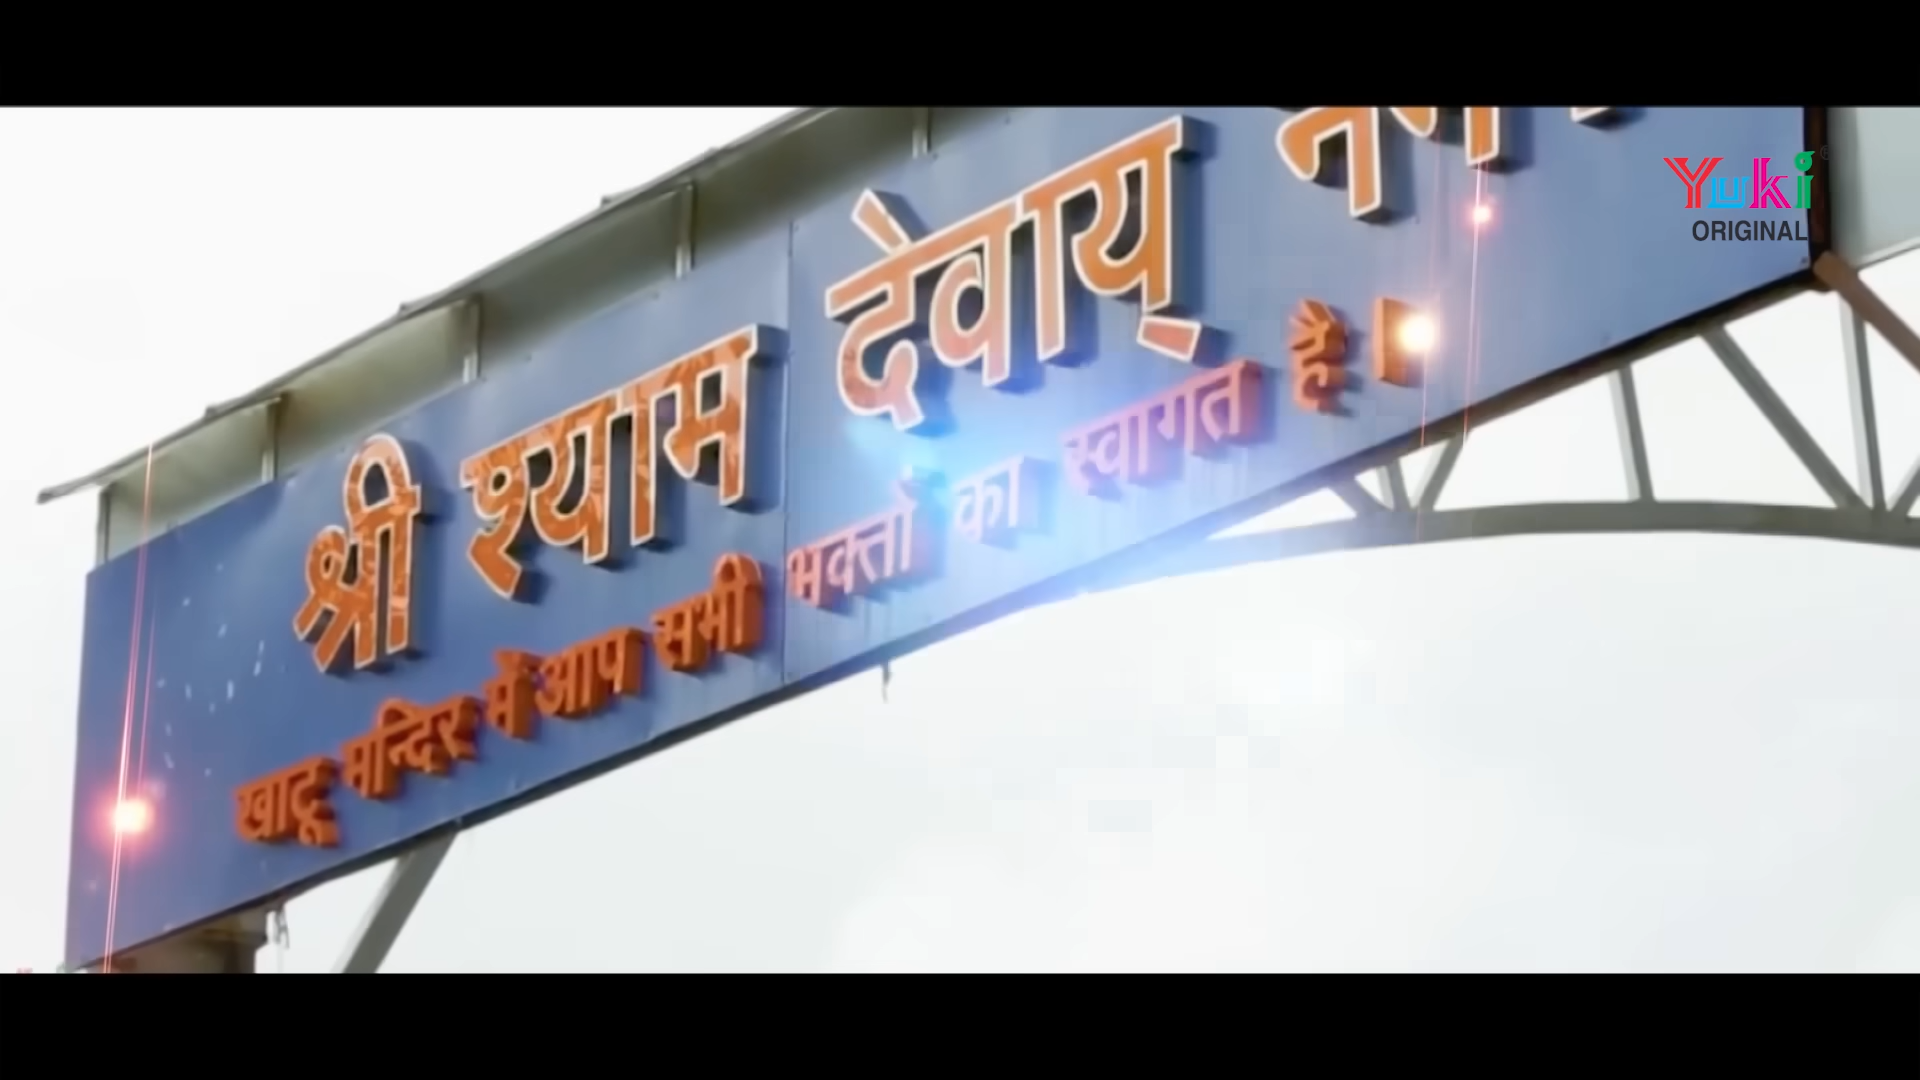 श्री श्याम देवाय्
खाटू मन्दिर में आप सभी भक्तों का स्वागत है।
Yuki
ORIGINAL